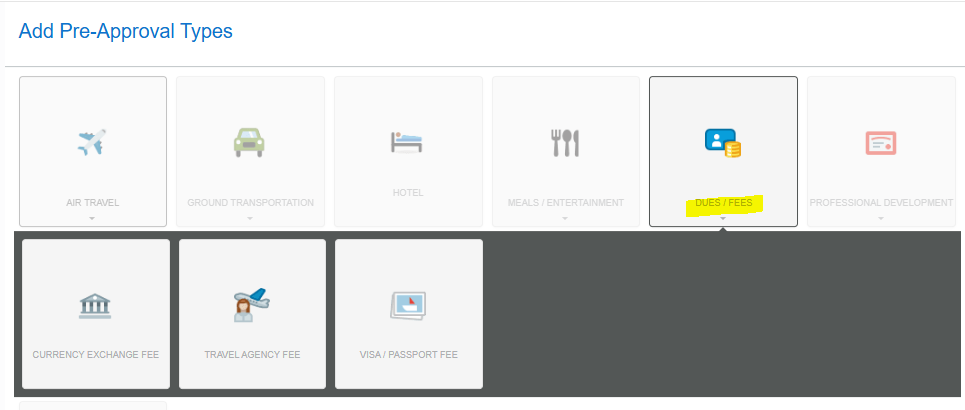 Add Pre-Approval Types
AIR TRAVEL
GROUND TRANSPORTATION
HOTEL
MEALS / ENTERTAINMENT
DUES / FEES
PROFESSIONAL DEVELOPMENT
CURRENCY EXCHANGE FEE
TRAVEL AGENCY FEE
VISA / PASSPORT FEE